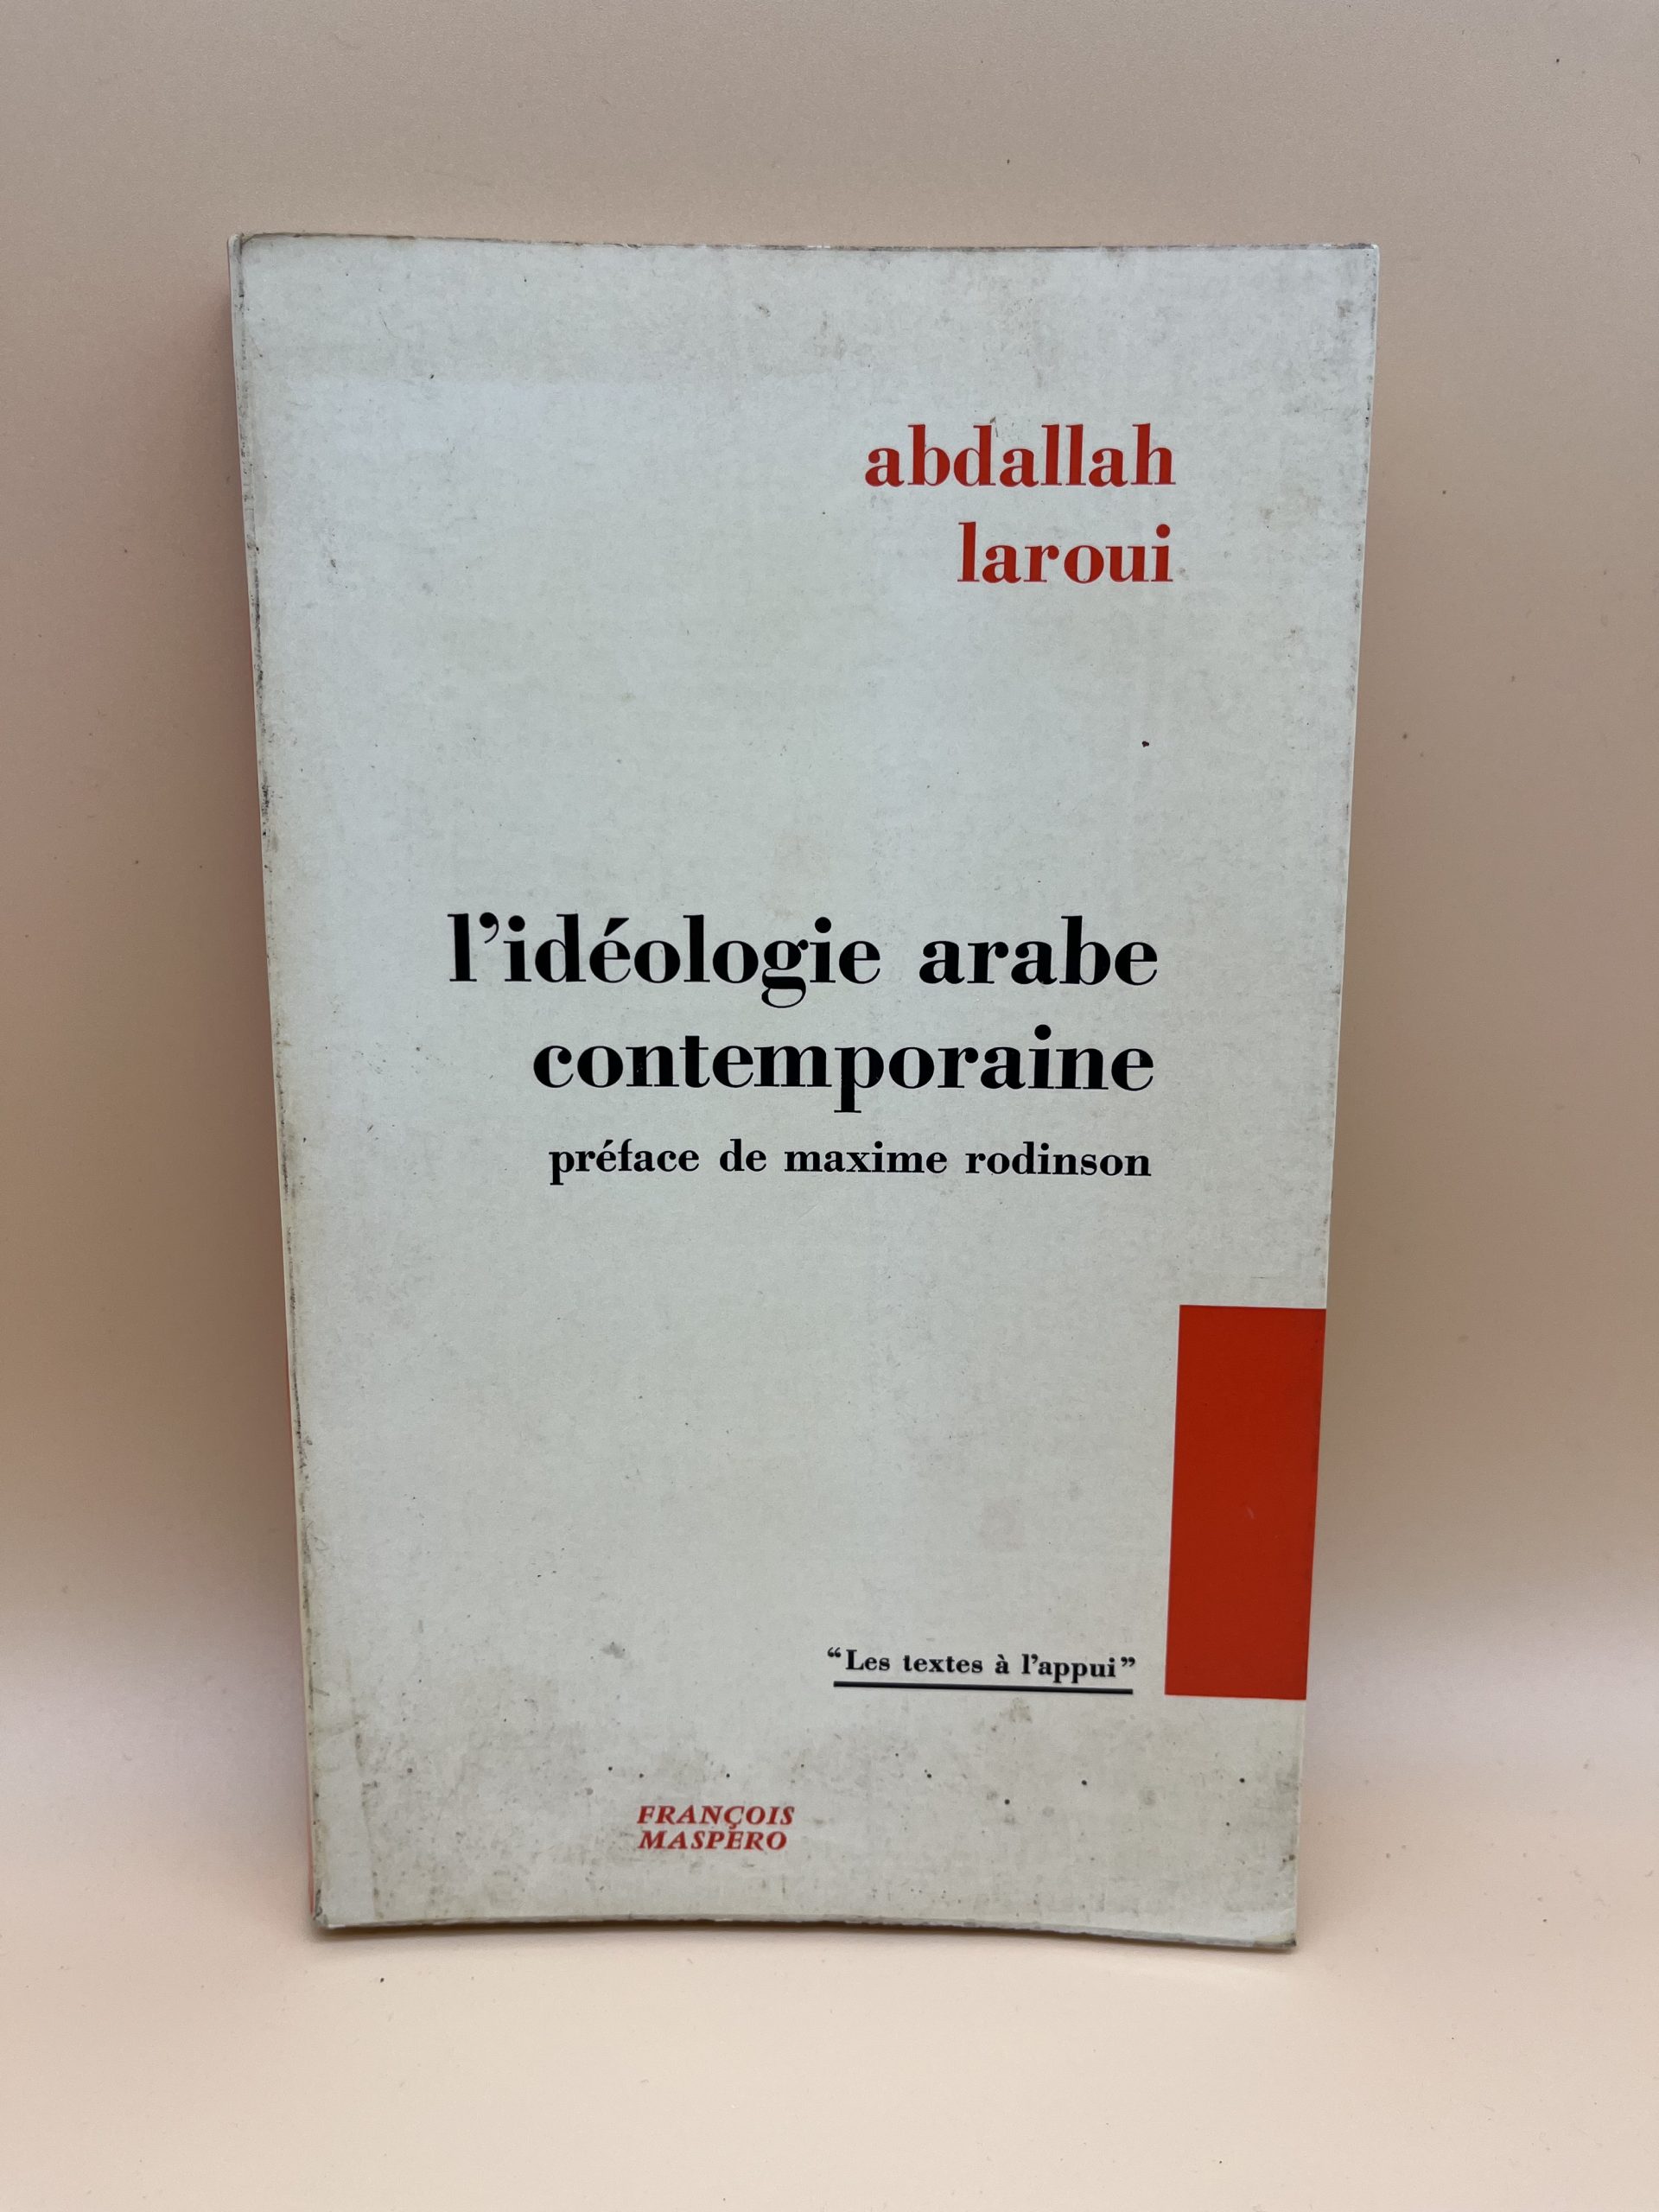 abdallah
laroui
l’idéologie arabe
contemporaine
préface de maxime rodinson
“Les textes à l’appui”
FRANÇOIS
MASPERO